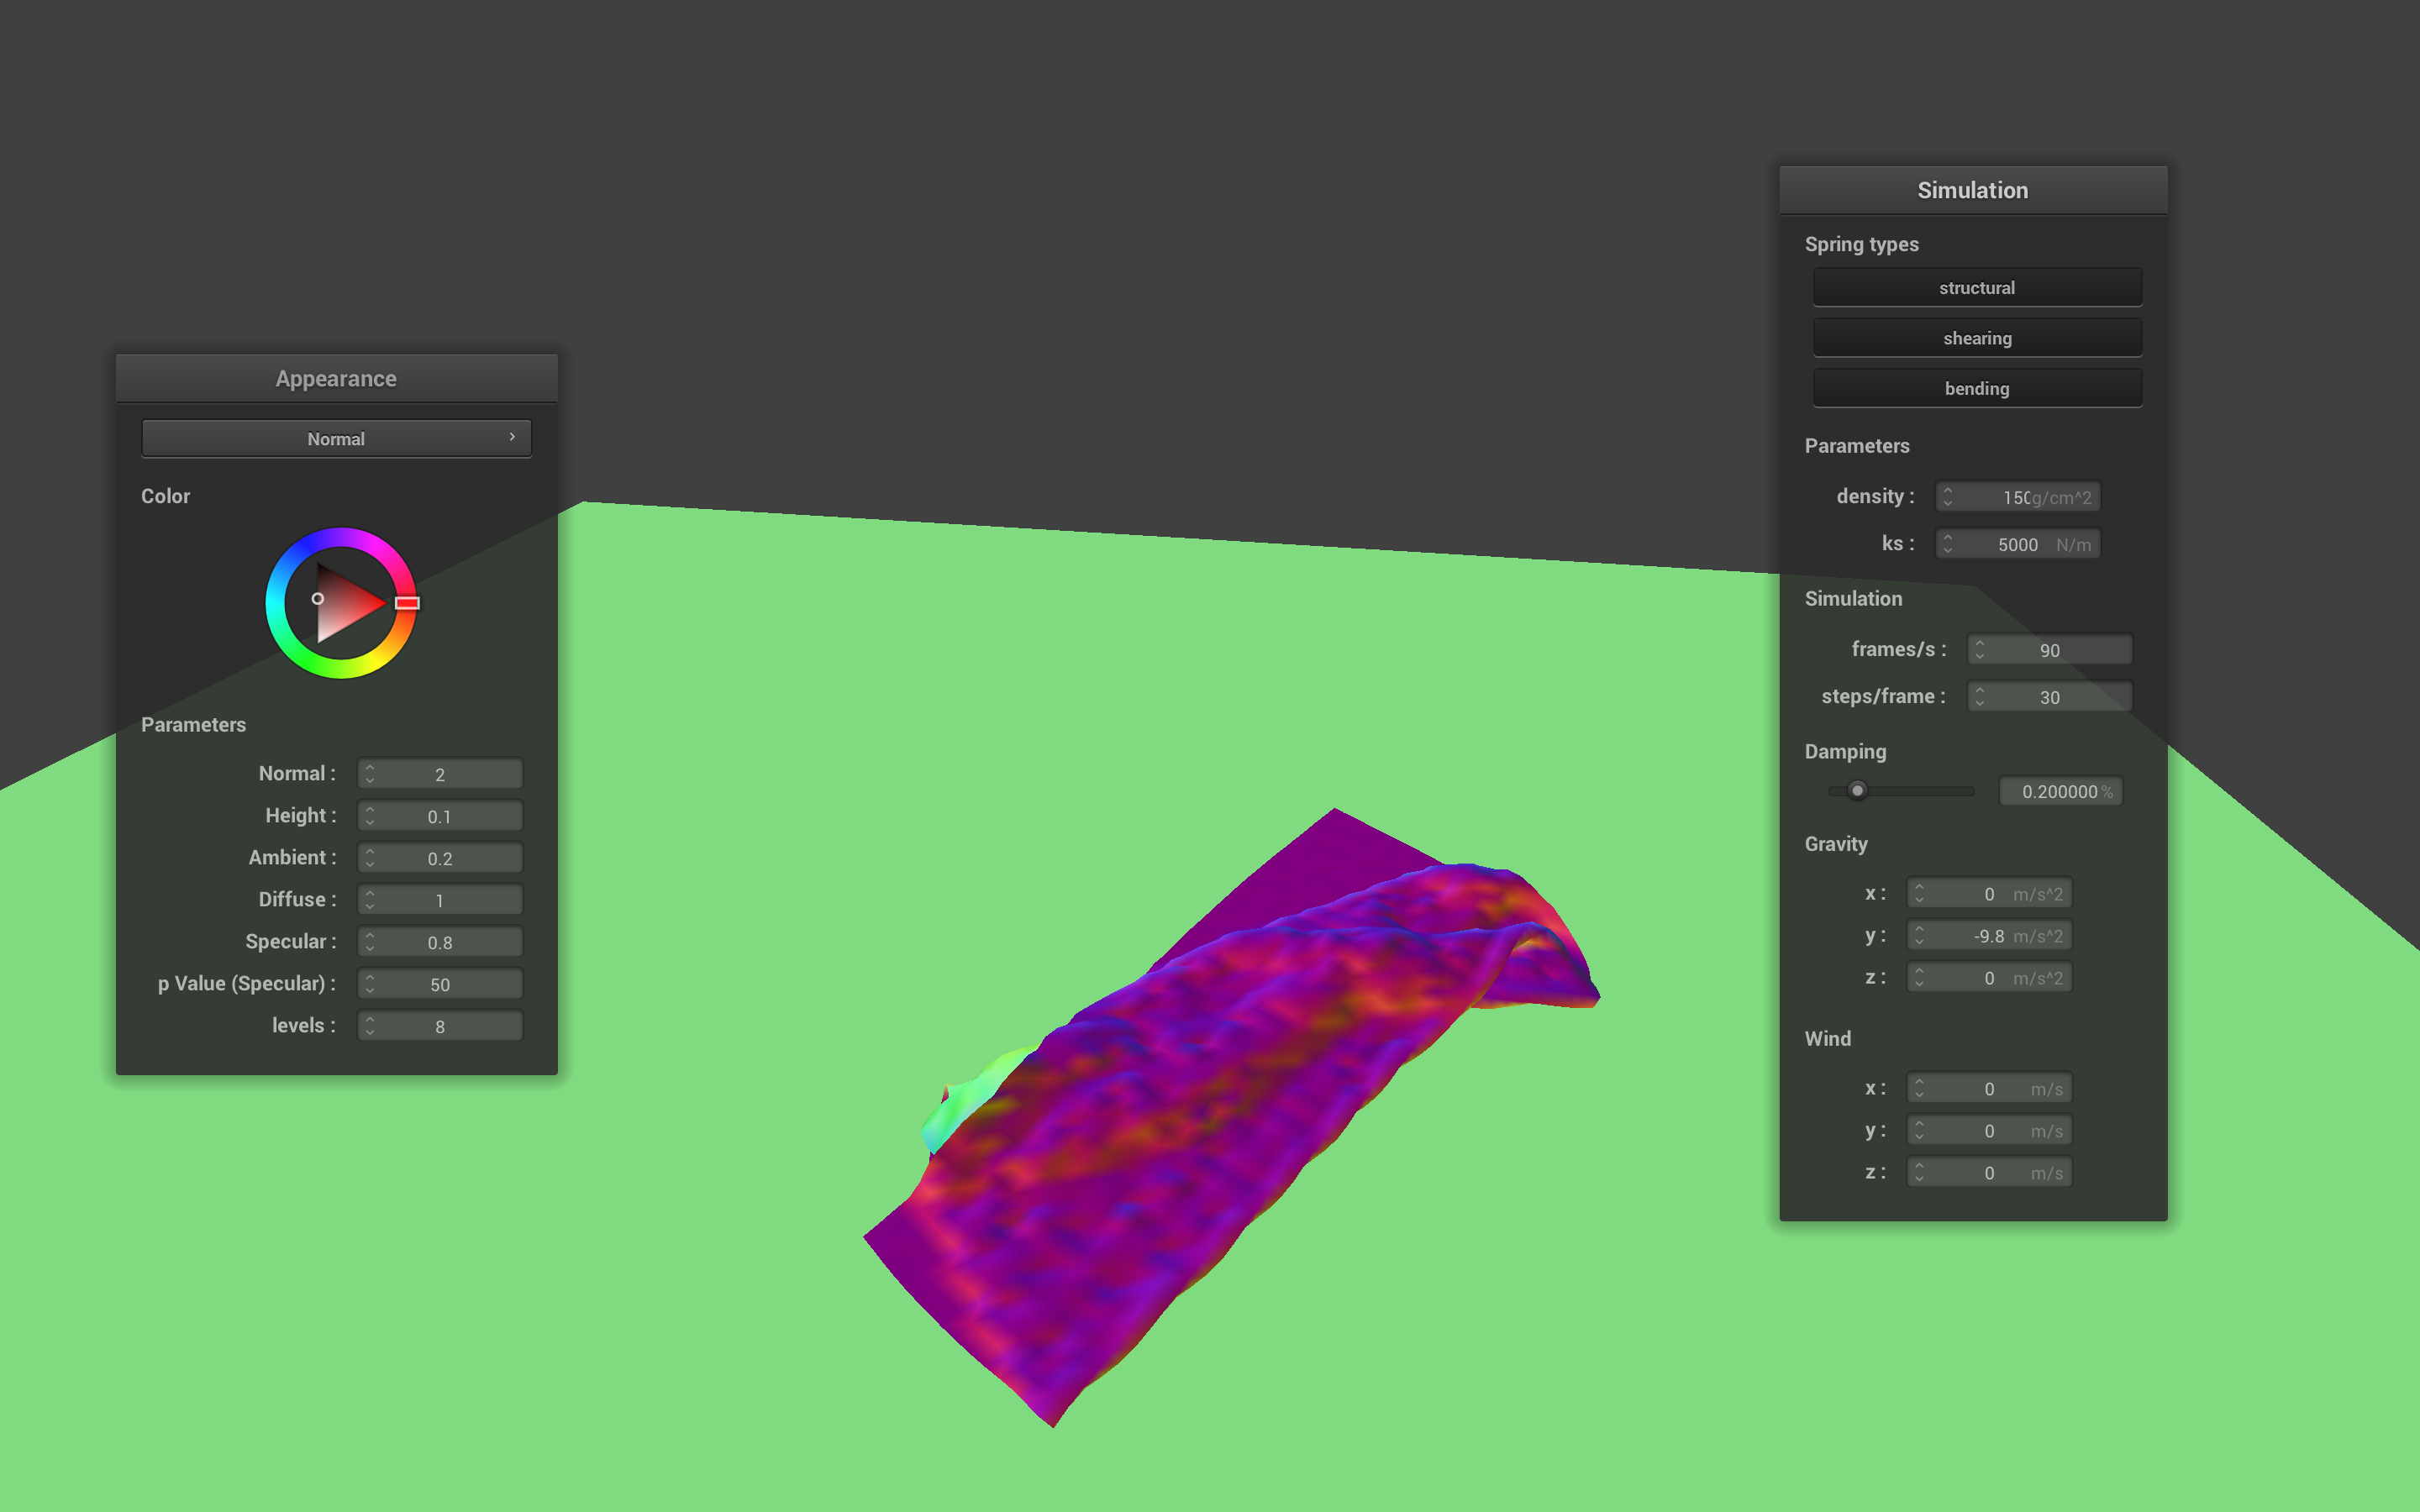 Appearance
Normal
Color
Parameters
Normal : 2
Height : 0.1
Ambient : 0.2
Diffuse : 1
Specular : 0.8
p Value (Specular) : 50
levels : 8
Simulation
Spring types
structural
shearing
bending
Parameters
density : 150g/cm^2
ks : 5000 N/m
Simulation
frames/s : 90
steps/frame : 30
Damping
0.200000 %
Gravity
x : 0 m/s^2
y : -9.8 m/s^2
z : 0 m/s^2
Wind
x : 0 m/s
y : 0 m/s
z : 0 m/s